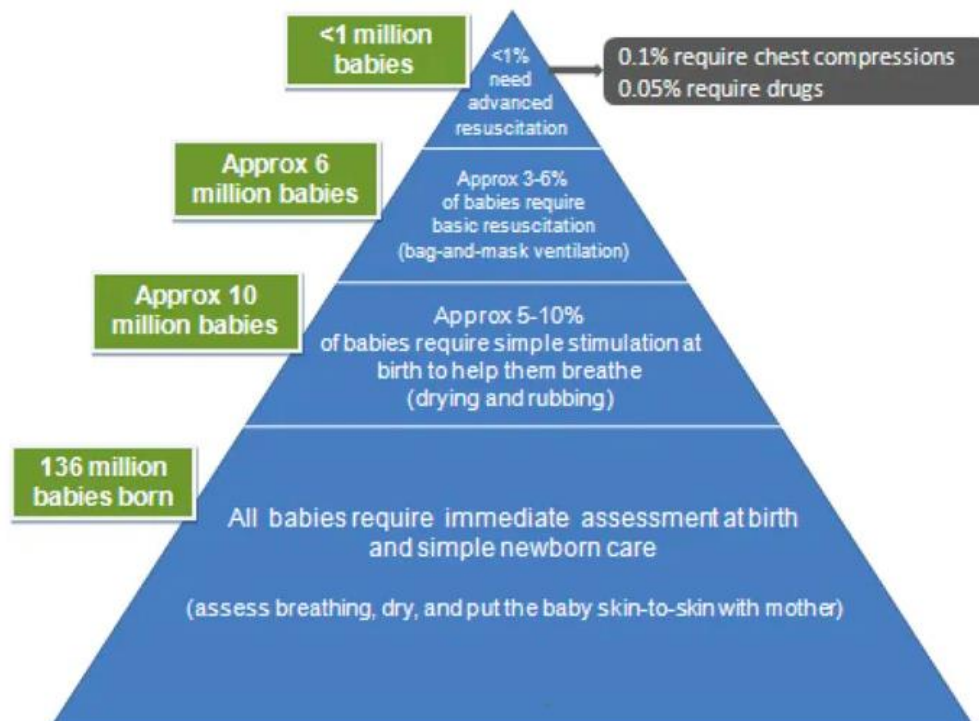 <1 million
babies
<1%
need
advanced
resuscitation
0.1% require chest compressions
0.05% require drugs
Approx 6
million babies
Approx 3-6%
of babies require
basic resuscitation
(bag-and-mask ventilation)
Approx 10
million babies
Approx 5-10%
of babies require simple stimulation at
birth to help them breathe
(drying and rubbing)
136 million
babies born
All babies require immediate assessment at birth
and simple newborn care
(assess breathing, dry, and put the baby skin-to-skin with mother)